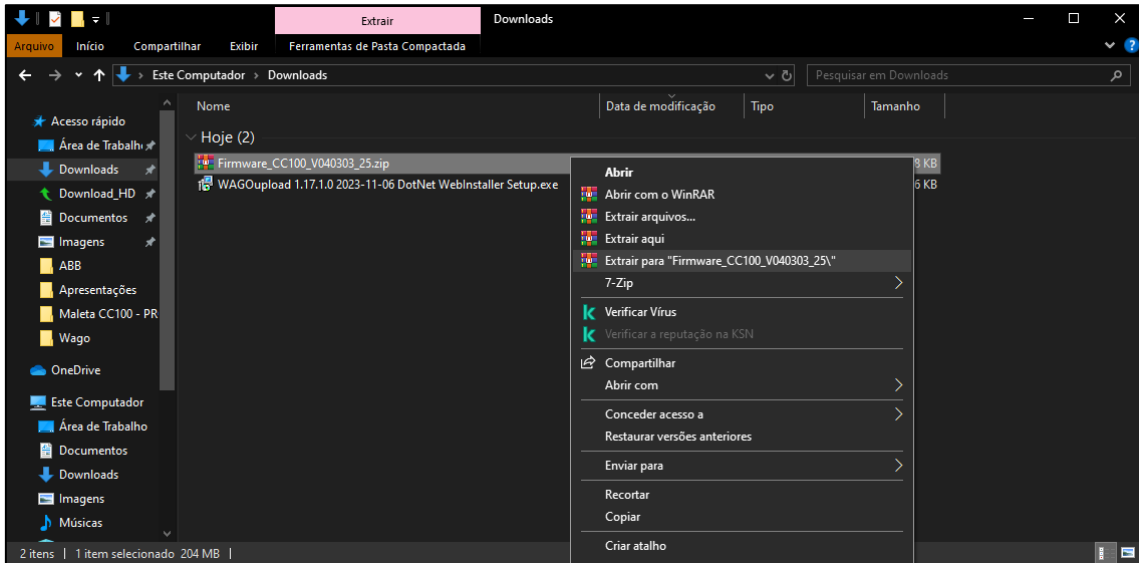 Extrair
Downloads
Arquivo
Início
Compartilhar
Exibir
Ferramentas de Pasta Compactada
Este Computador > Downloads
Pesquisar em Downloads
Nome
Data de modificação
Tipo
Tamanho
Acesso rápido
Área de Trabalh
Downloads
Download_HD
Documentos
Imagens
ABB
Apresentações
Maleta CC100 - PR
Wago
OneDrive
Este Computador
Área de Trabalho
Documentos
Downloads
Imagens
Músicas
Hoje (2)
Firmware_CC100_V040303_25.zip
8 KB
WAGOupload 1.17.1.0 2023-11-06 DotNet WebInstaller Setup.exe
6 KB
Abrir
Abrir com o WinRAR
Extrair arquivos...
Extrair aqui
Extrair para "Firmware_CC100_V040303_25\"
7-Zip
Verificar Vírus
Verificar a reputação na KSN
Compartilhar
Abrir com
Conceder acesso a
Restaurar versões anteriores
Enviar para
Recortar
Copiar
Criar atalho
2 itens
1 item selecionado 204 MB